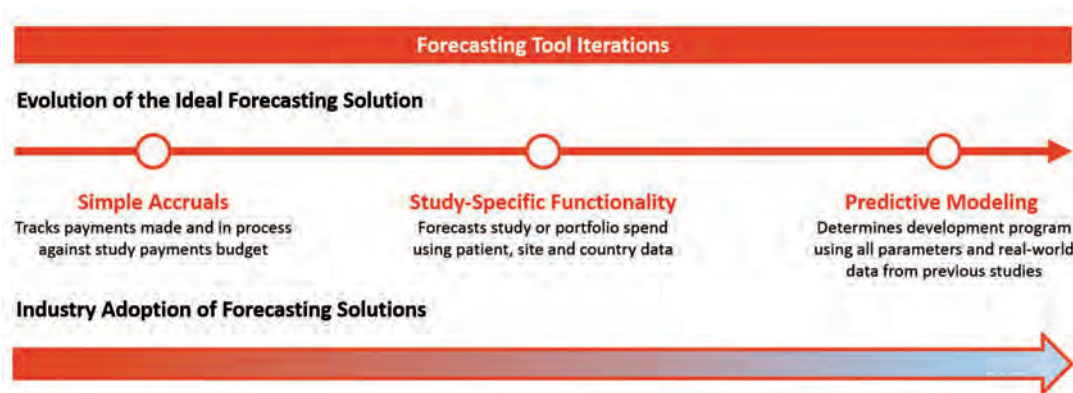 Forecasting Tool Iterations
Evolution of the Ideal Forecasting Solution
Simple Accruals
Tracks payments made and in process
against study payments budget
Study-Specific Functionality
Forecasts study or portfolio spend
using patient, site and country data
Predictive Modeling
Determines development program
using all parameters and real-world
data from previous studies
Industry Adoption of Forecasting Solutions